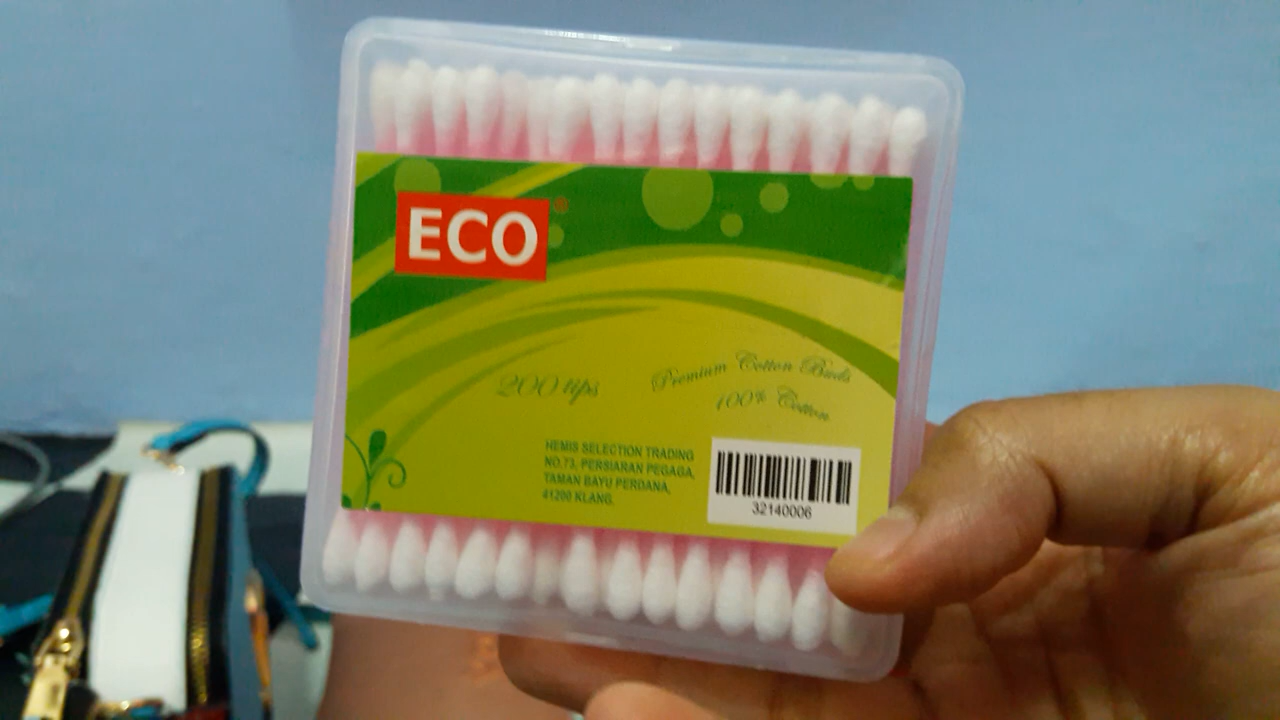 ECO
200 tips
Premium Cotton Buds
100% Cotton
HEMIS SELECTION TRADING
NO.73, PERSIARAN PEGAGA,
TAMAN BAYU PERDANA,
41200 KLANG.
32140006